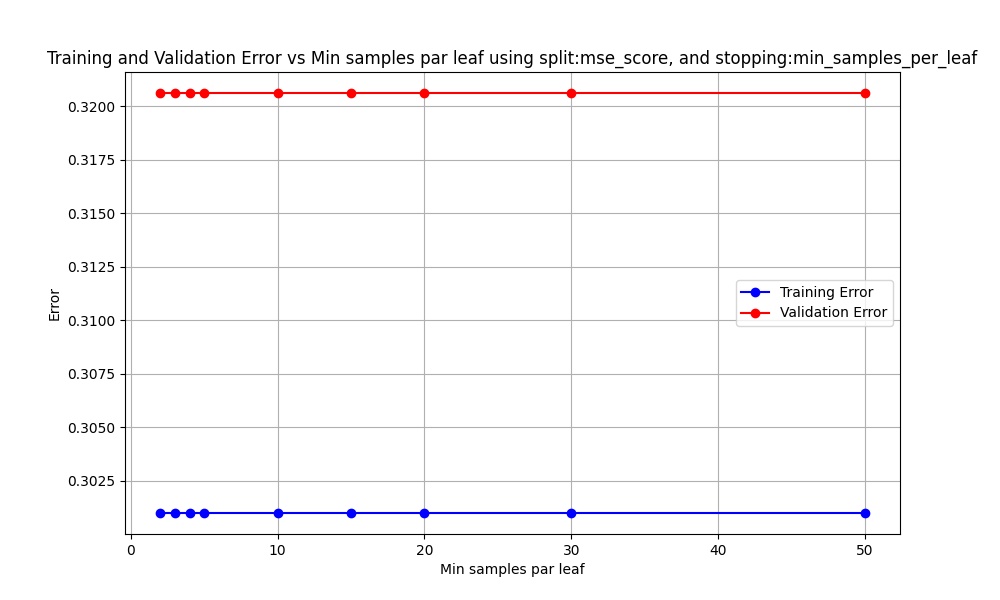 Training and Validation Error vs Min samples par leaf using split:mse_score, and stopping:min_samples_per_leaf
0.3200
0.3175
0.3150
0.3125
0.3100
0.3075
0.3050
0.3025
Error
Training Error
Validation Error
0 10 20 30 40 50
Min samples par leaf